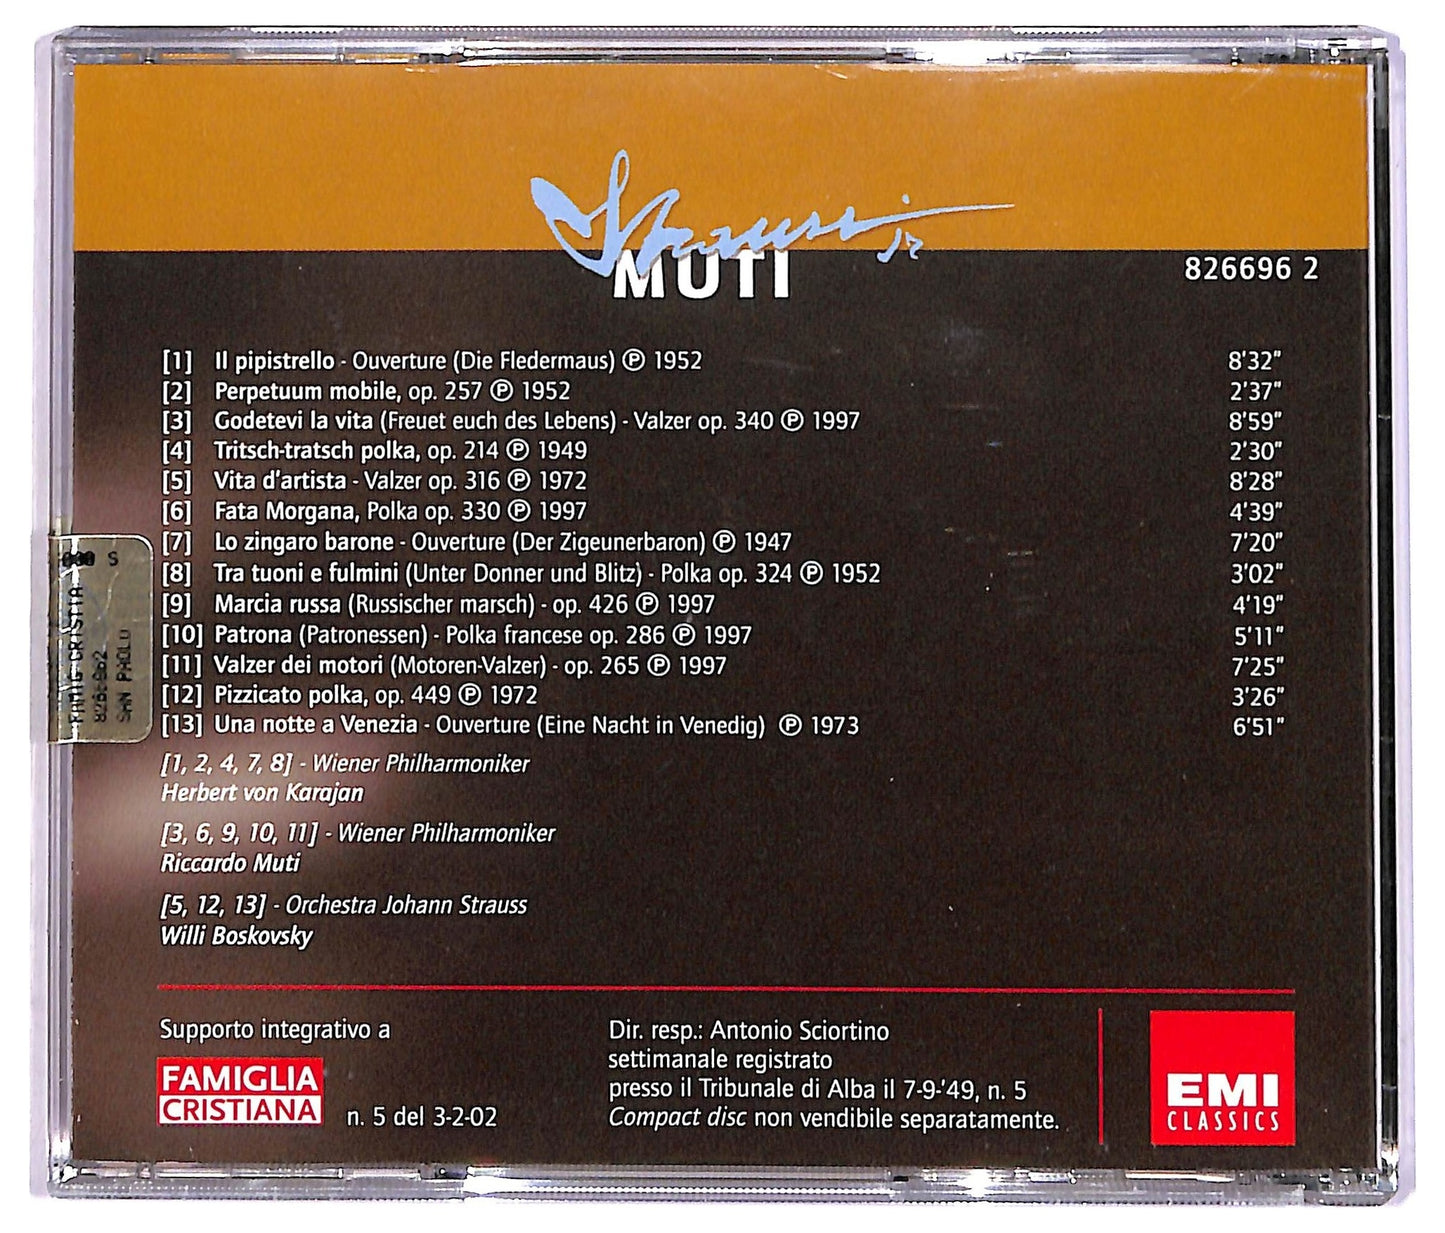 Strauss jr
MUTI
826696 2
[1] Il pipistrello - Ouverture (Die Fledermaus) ℗ 1952 8'32"
[2] Perpetuum mobile, op. 257 ℗ 1952 2'37"
[3] Godetevi la vita (Freuet euch des Lebens) - Valzer op. 340 ℗ 1997 8'59"
[4] Tritsch-tratsch polka, op. 214 ℗ 1949 2'30"
[5] Vita d'artista - Valzer op. 316 ℗ 1972 8'28"
[6] Fata Morgana, Polka op. 330 ℗ 1997 4'39"
[7] Lo zingaro barone - Ouverture (Der Zigeunerbaron) ℗ 1947 7'20"
[8] Tra tuoni e fulmini (Unter Donner und Blitz) - Polka op. 324 ℗ 1952 3'02"
[9] Marcia russa (Russischer marsch) - op. 426 ℗ 1997 4'19"
[10] Patrona (Patronessen) - Polka francese op. 286 ℗ 1997 5'11"
[11] Valzer dei motori (Motoren-Valzer) - op. 265 ℗ 1997 7'25"
[12] Pizzicato polka, op. 449 ℗ 1972 3'26"
[13] Una notte a Venezia - Ouverture (Eine Nacht in Venedig) ℗ 1973 6'51"
[1, 2, 4, 7, 8] - Wiener Philharmoniker
Herbert von Karajan
[3, 6, 9, 10, 11] - Wiener Philharmoniker
Riccardo Muti
[5, 12, 13] - Orchestra Johann Strauss
Willi Boskovsky
Supporto integrativo a
FAMIGLIA
CRISTIANA
n. 5 del 3-2-02
Dir. resp.: Antonio Sciortino
settimanale registrato
presso il Tribunale di Alba il 7-9-'49, n. 5
Compact disc non vendibile separatamente.
EMI
CLASSICS
S
SAN PAOLO